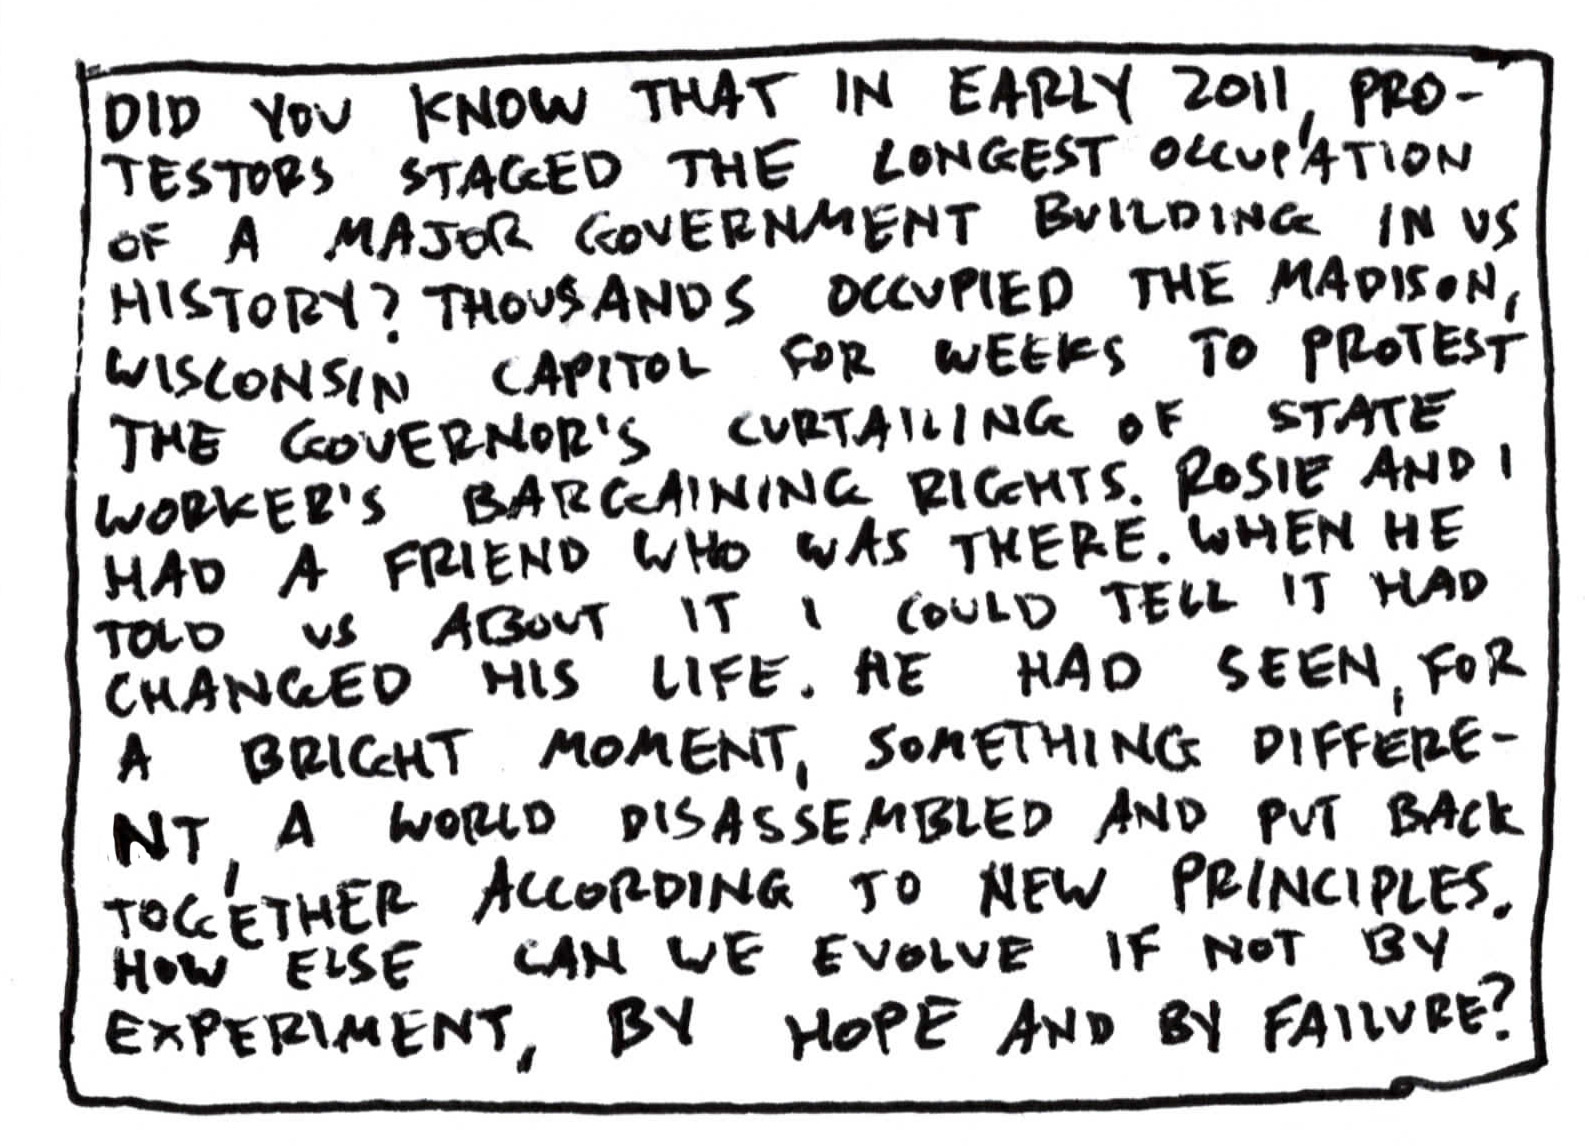 DID YOU KNOW THAT IN EARLY 2011, PRO-
TESTORS STAGED THE LONGEST OCCUPATION
OF A MAJOR GOVERNMENT BUILDING IN US
HISTORY? THOUSANDS OCCUPIED THE MADISON,
WISCONSIN CAPITOL FOR WEEKS TO PROTEST
THE GOVERNOR'S CURTAILING OF STATE
WORKER'S BARGAINING RIGHTS. ROSIE AND I
HAD A FRIEND WHO WAS THERE. WHEN HE
TOLD US ABOUT IT I COULD TELL IT HAD
CHANGED HIS LIFE. HE HAD SEEN, FOR
A BRIGHT MOMENT, SOMETHING DIFFERE-
NT, A WORLD DISASSEMBLED AND PUT BACK
TOGETHER ACCORDING TO NEW PRINCIPLES.
HOW ELSE CAN WE EVOLVE IF NOT BY
EXPERIMENT, BY HOPE AND BY FAILURE?